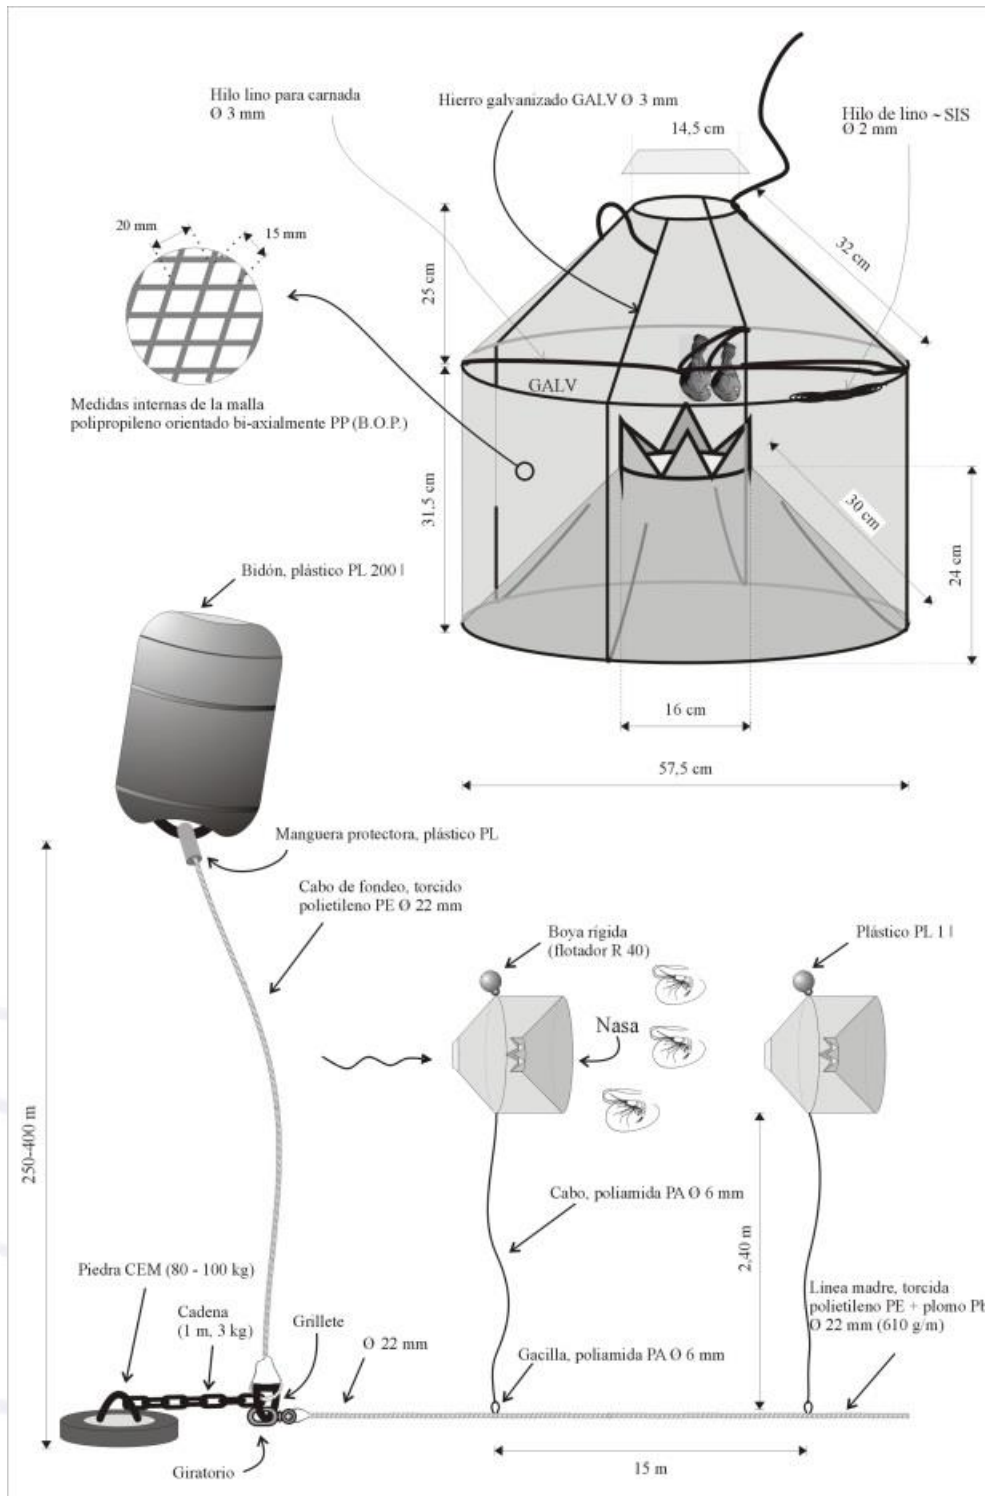 Hilo lino para carnada
Ø 3 mm
Hierro galvanizado GALV Ø 3 mm
14,5 cm
Hilo de lino ~ SIS
Ø 2 mm
20 mm
15 mm
32 cm
25 cm
GALV
Medidas internas de la malla
polipropileno orientado bi-axialmente PP (B.O.P.)
31,5 cm
30 cm
24 cm
16 cm
57,5 cm
Bidón, plástico PL 200 l
Manguera protectora, plástico PL
Cabo de fondeo, torcido
polietileno PE Ø 22 mm
Boya rígida
(flotador R 40)
Plástico PL 1 l
Nasa
250-400 m
Cabo, poliamida PA Ø 6 mm
2,40 m
Piedra CEM (80 - 100 kg)
Cadena
(1 m, 3 kg)
Grillete
Ø 22 mm
Línea madre, torcida
polietileno PE + plomo Pb
Ø 22 mm (610 g/m)
Gacilla, poliamida PA Ø 6 mm
Giratorio
15 m